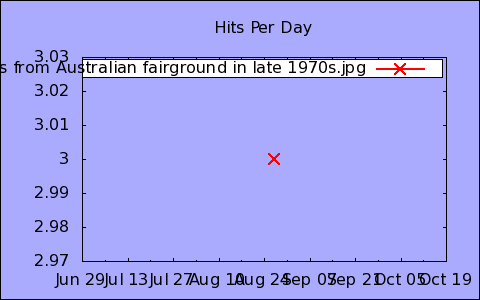 Hits Per Day
3.03
s from Australian fairground in late 1970s.jpg
3.02
3.01
3
2.99
2.98
2.97
Jun 29 Jul 13 Jul 27 Aug 10 Aug 24 Sep 07 Sep 21 Oct 05 Oct 19